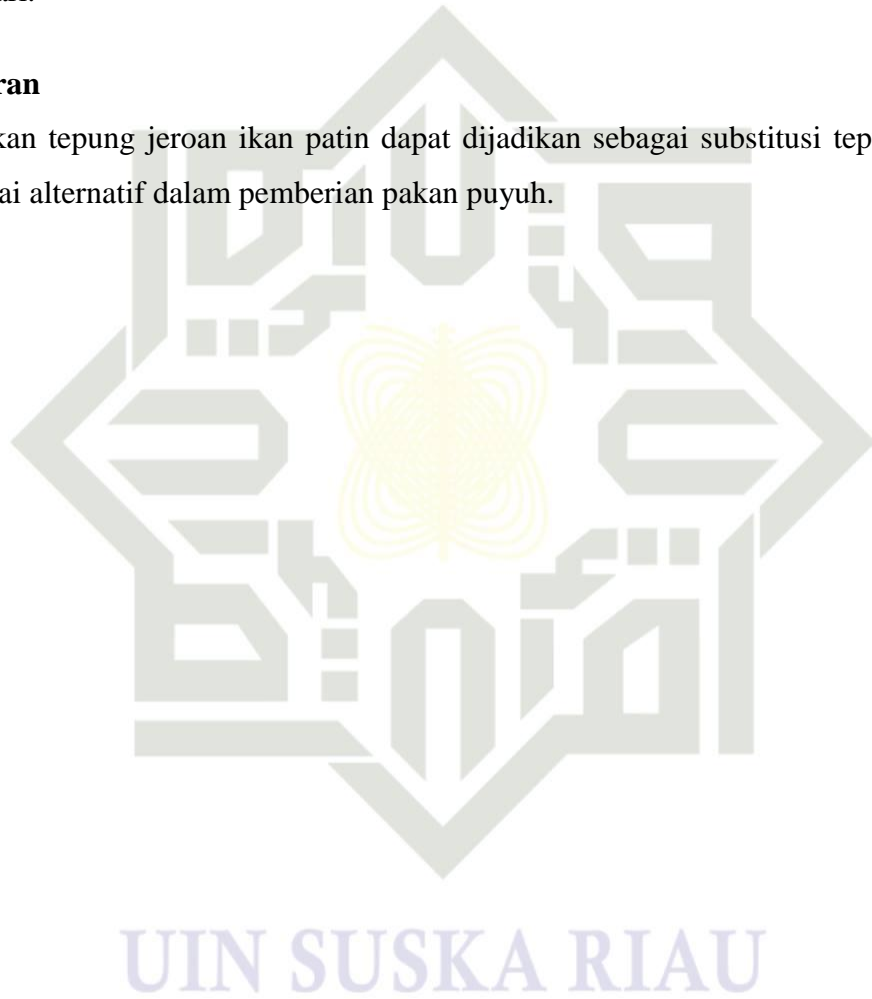 ran
kan tepung jeroan ikan patin dapat dijadikan sebagai substitusi tep
ai alternatif dalam pemberian pakan puyuh.
UIN SUSKA RIAU